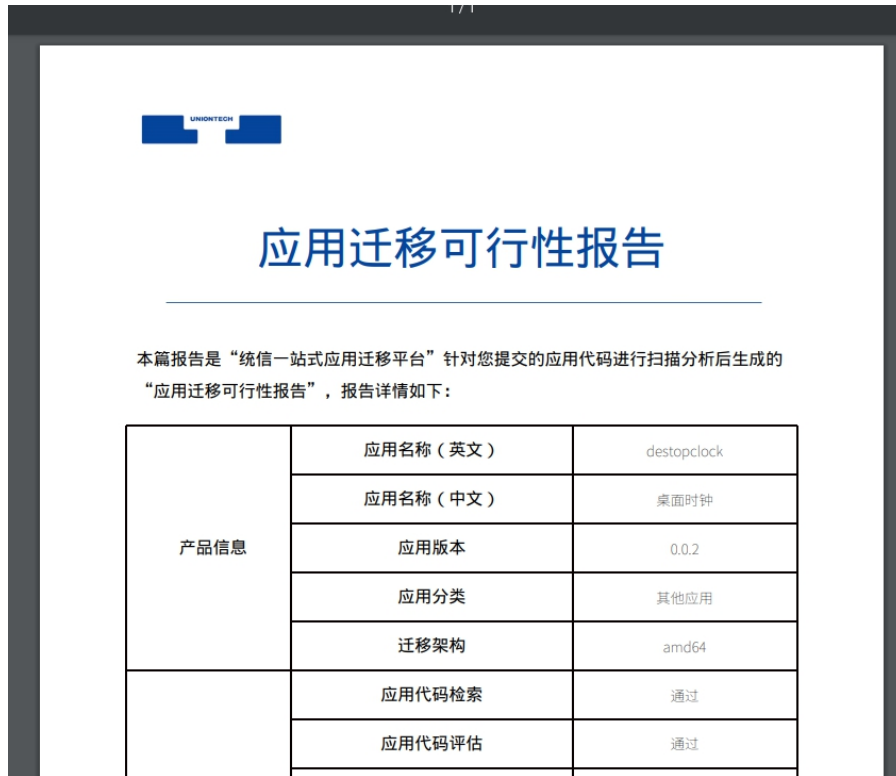 1 / 1
UNIONTECH
应用迁移可行性报告
本篇报告是“统信一站式应用迁移平台”针对您提交的应用代码进行扫描分析后生成的
“应用迁移可行性报告”，报告详情如下：
产品信息
应用名称（英文） destopclock
应用名称（中文） 桌面时钟
应用版本 0.0.2
应用分类 其他应用
迁移架构 amd64
应用代码检索 通过
应用代码评估 通过